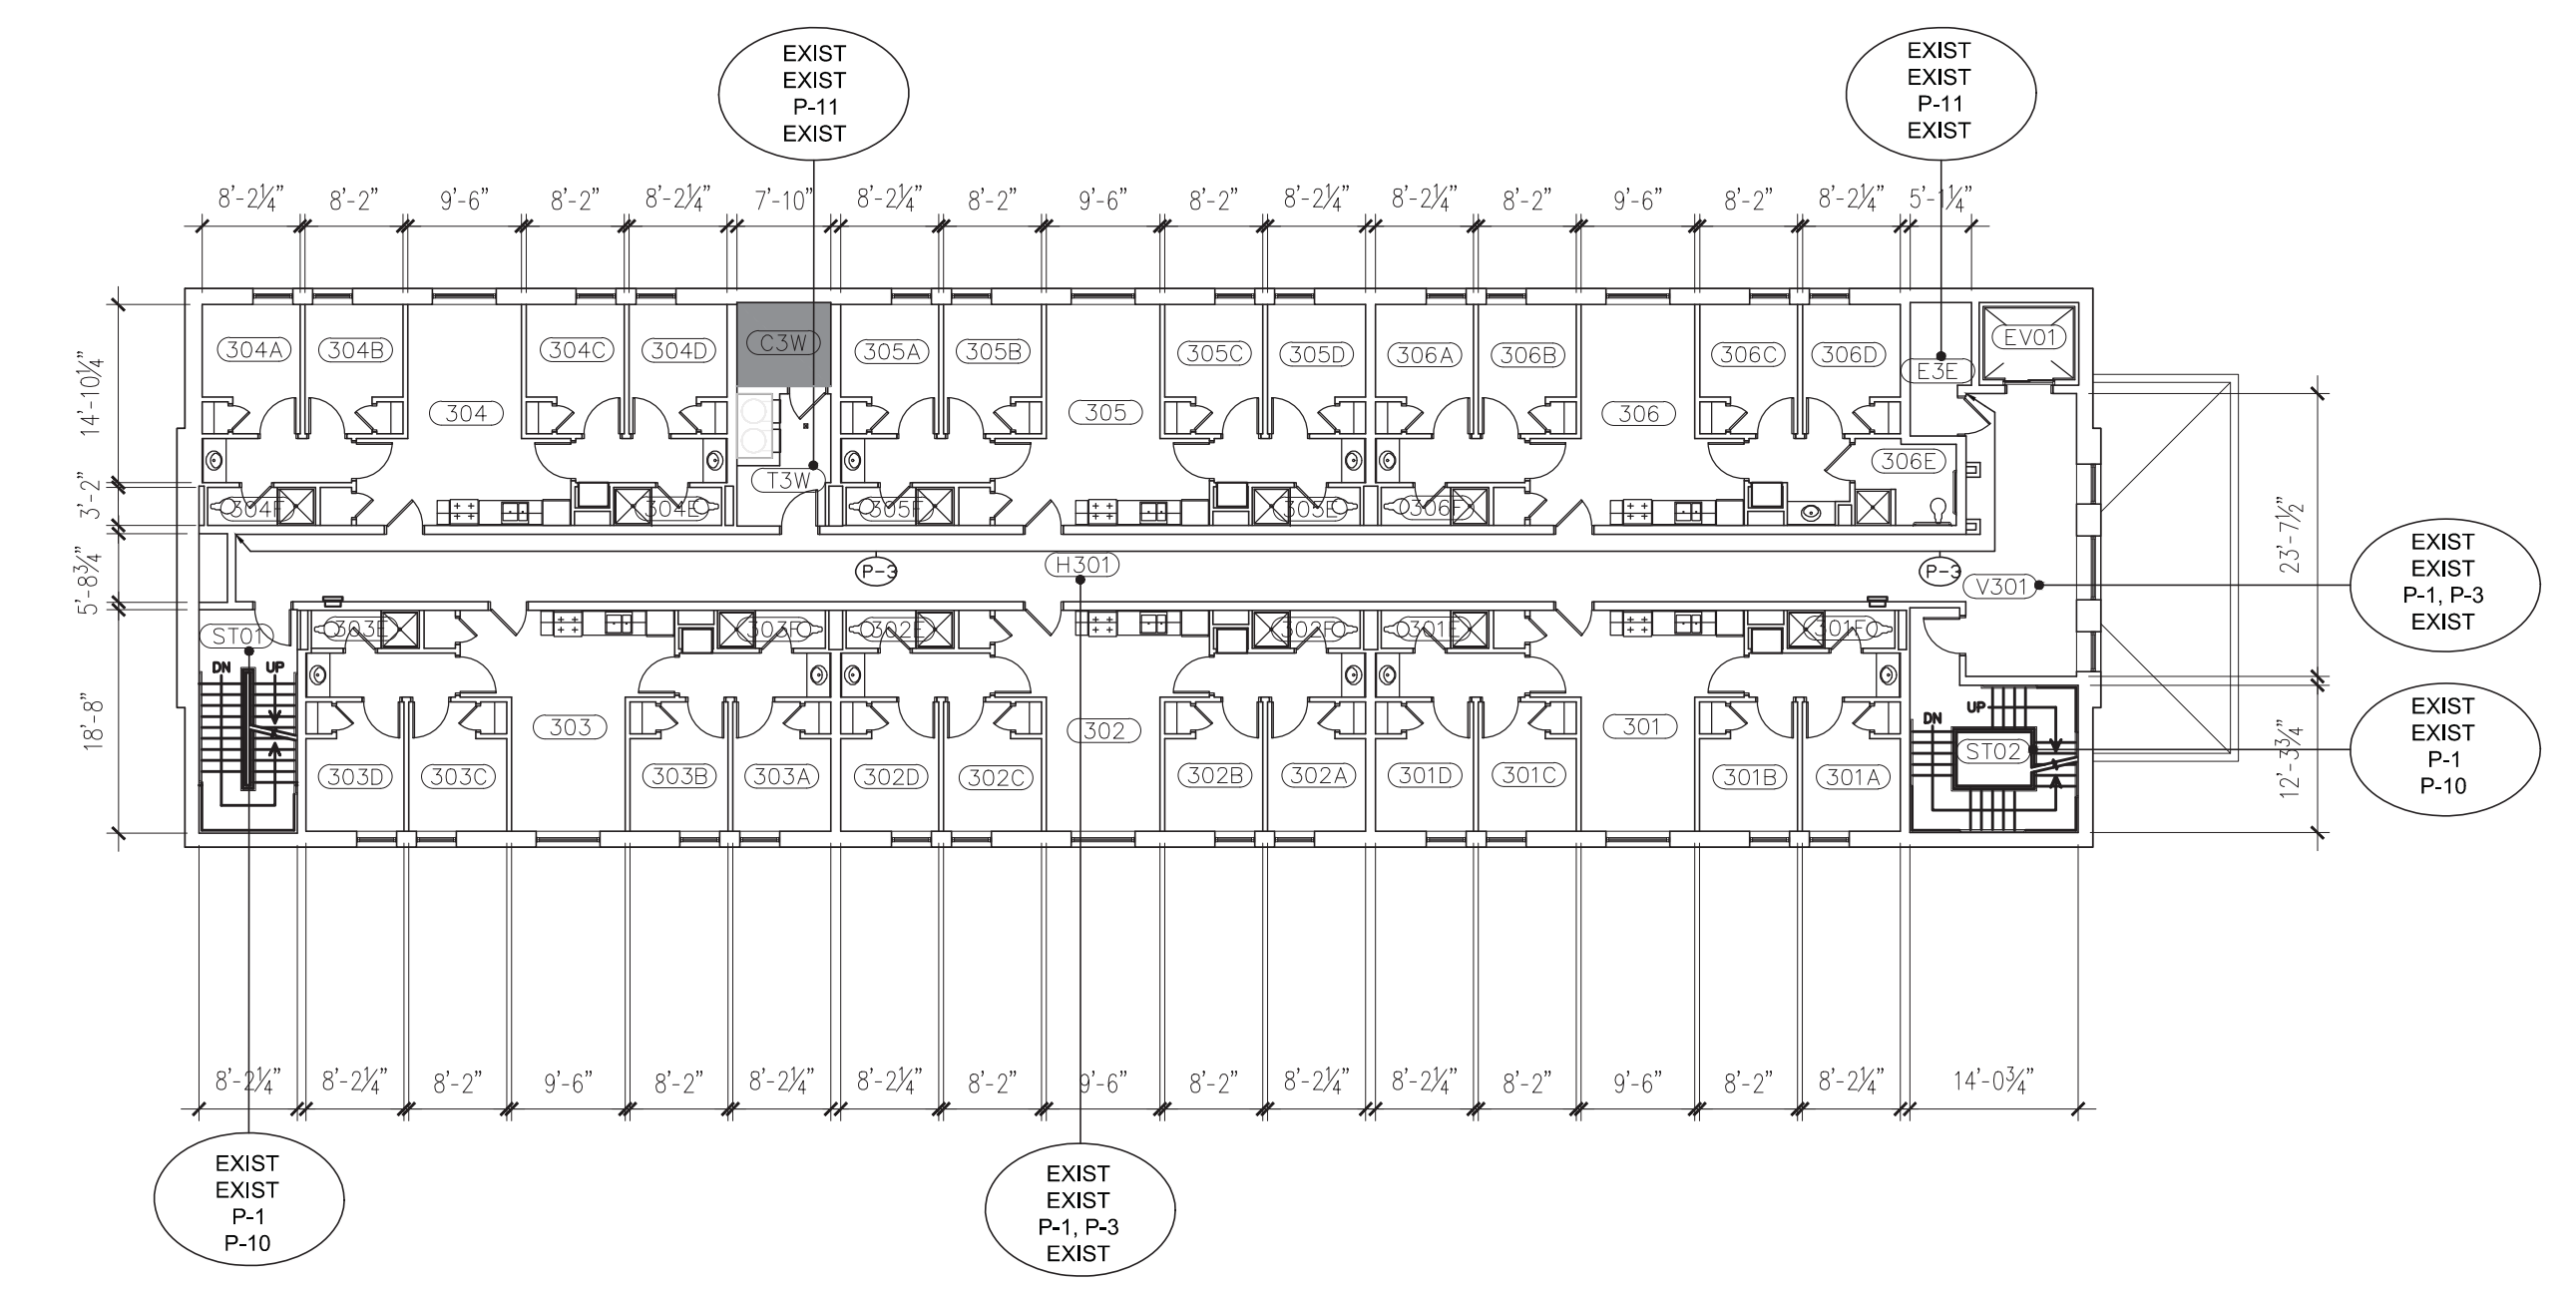 EXIST
EXIST
P-11
EXIST
EXIST
EXIST
P-11
EXIST
8'-2¼" 8'-2" 9'-6" 8'-2" 8'-2¼" 7'-10" 8'-2¼" 8'-2" 9'-6" 8'-2" 8'-2¼" 8'-2¼" 8'-2" 9'-6" 8'-2" 8'-2¼" 5'-1¼"
14'-10¼"
3'-2"
5'-8¾"
18'-8"
304A 304B 304C 304D C3W 305A 305B 305C 305D 306A 306B 306C 306D E3E EV01
304 305 306
T3W 306E
304F 304E 305F 305E 306F
P-3 H301 P-3
V301
23'-7½"
12'-3¾"
EXIST
EXIST
P-1, P-3
EXIST
ST01 303E 303F 302E 302F 301E 301F
DN UP
303 302 301
UP
DN
ST02
303D 303C 303B 303A 302D 302C 302B 302A 301D 301C 301B 301A
EXIST
EXIST
P-1
P-10
8'-2¼" 8'-2¼" 8'-2" 9'-6" 8'-2" 8'-2¼" 8'-2¼" 8'-2" 9'-6" 8'-2" 8'-2¼" 8'-2¼" 8'-2" 9'-6" 8'-2" 8'-2¼" 14'-0¾"
EXIST
EXIST
P-1
P-10
EXIST
EXIST
P-1, P-3
EXIST